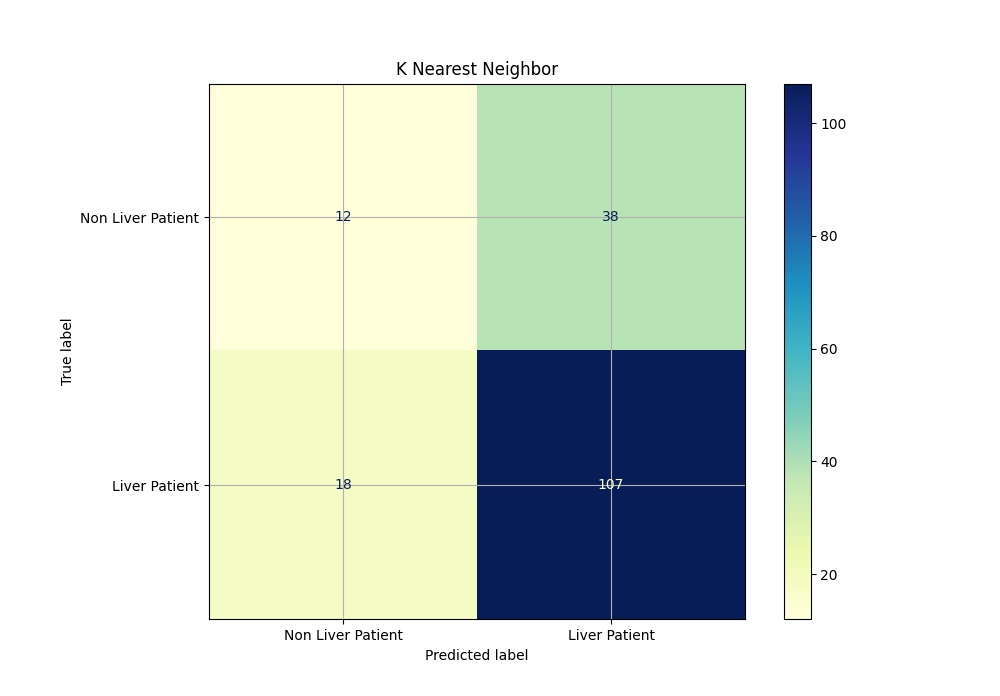 K Nearest Neighbor
Non Liver Patient
12
38
Liver Patient
18
107
True label
Non Liver Patient
Liver Patient
Predicted label
100
80
60
40
20